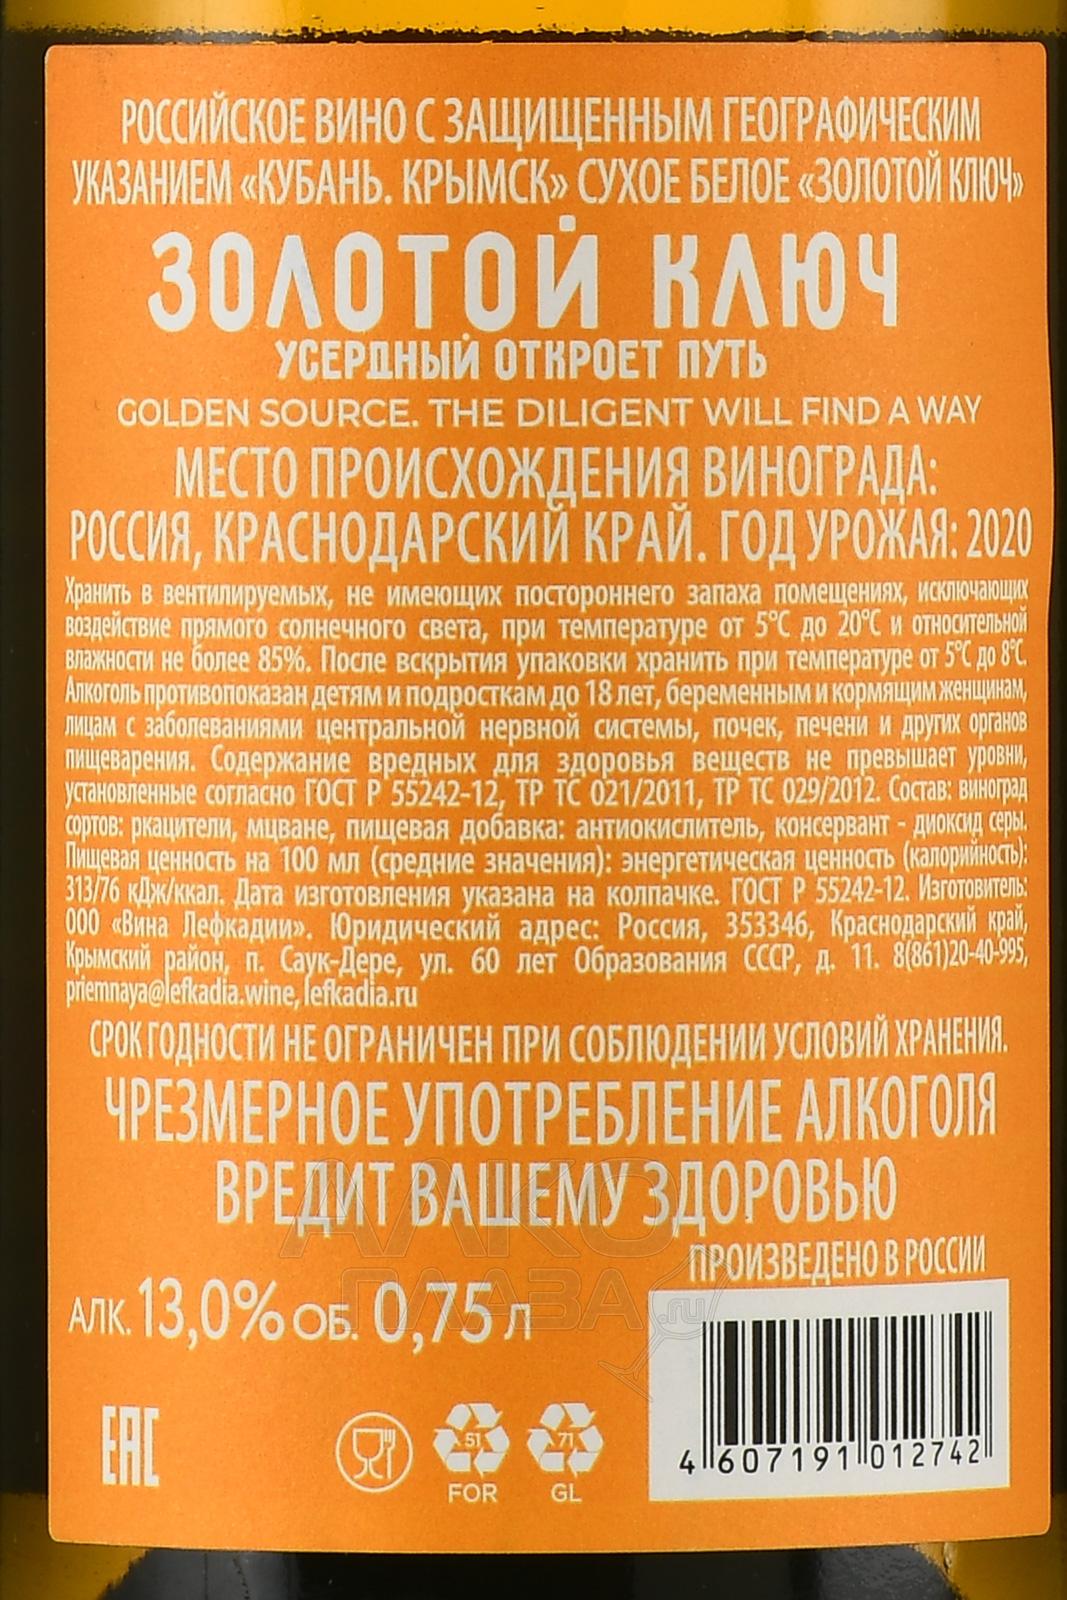 РОССИЙСКОЕ ВИНО С ЗАЩИЩЕННЫМ ГЕОГРАФИЧЕСКИМ
УКАЗАНИЕМ «КУБАНЬ. КРЫМСК» СУХОЕ БЕЛОЕ «ЗОЛОТОЙ КЛЮЧ»
ЗОЛОТОЙ КЛЮЧ
УСЕРДНЫЙ ОТКРОЕТ ПУТЬ
GOLDEN SOURCE. THE DILIGENT WILL FIND A WAY
МЕСТО ПРОИСХОЖДЕНИЯ ВИНОГРАДА:
РОССИЯ, КРАСНОДАРСКИЙ КРАЙ. ГОД УРОЖАЯ: 2020
Хранить в вентилируемых, не имеющих постороннего запаха помещениях, исключающих
воздействие прямого солнечного света, при температуре от 5°С до 20°С и относительной
влажности не более 85%. После вскрытия упаковки хранить при температуре от 5°С до 8°С.
Алкоголь противопоказан детям и подросткам до 18 лет, беременным и кормящим женщинам,
лицам с заболеваниями центральной нервной системы, почек, печени и других органов
пищеварения. Содержание вредных для здоровья веществ не превышает уровни,
установленные согласно ГОСТ Р 55242-12, ТР ТС 021/2011, ТР ТС 029/2012. Состав: виноград
сортов: ркацители, мцване, пищевая добавка: антиокислитель, консервант - диоксид серы.
Пищевая ценность на 100 мл (средние значения): энергетическая ценность (калорийность):
313/76 кДж/ккал. Дата изготовления указана на колпачке. ГОСТ Р 55242-12. Изготовитель:
ООО «Вина Лефкадии». Юридический адрес: Россия, 353346, Краснодарский край,
Крымский район, п. Саук-Дере, ул. 60 лет Образования СССР, д. 11. 8(861)20-40-995,
priemnaya@lefkadia.wine, lefkadia.ru
СРОК ГОДНОСТИ НЕ ОГРАНИЧЕН ПРИ СОБЛЮДЕНИИ УСЛОВИЙ ХРАНЕНИЯ.
ЧРЕЗМЕРНОЕ УПОТРЕБЛЕНИЕ АЛКОГОЛЯ
ВРЕДИТ ВАШЕМУ ЗДОРОВЬЮ
АЛКО
ПЛАЗА.ru
ПРОИЗВЕДЕНО В РОССИИ
АЛК. 13,0% ОБ. 0,75 Л
EAC
51
FOR
71
GL
4 607191 012742